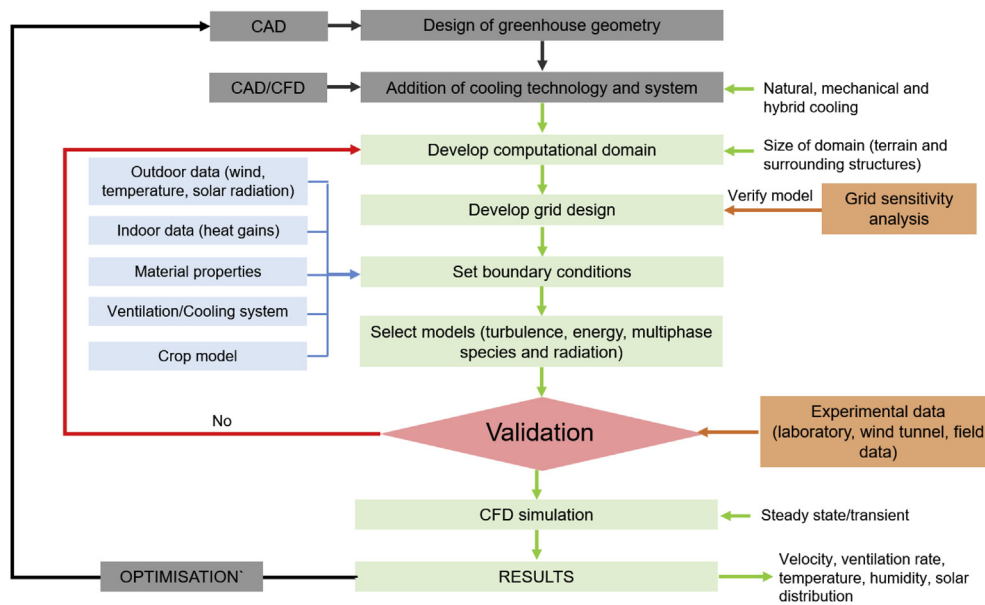 CAD
Design of greenhouse geometry
CAD/CFD
Addition of cooling technology and system
Natural, mechanical and
hybrid cooling
Develop computational domain
Size of domain (terrain and
surrounding structures)
Outdoor data (wind,
temperature, solar radiation)
Indoor data (heat gains)
Material properties
Ventilation/Cooling system
Crop model
Develop grid design
Verify model
Grid sensitivity
analysis
Set boundary conditions
Select models (turbulence, energy, multiphase
species and radiation)
No
Validation
Experimental data
(laboratory, wind tunnel, field
data)
CFD simulation
Steady state/transient
OPTIMISATION`
RESULTS
Velocity, ventilation rate,
temperature, humidity, solar
distribution